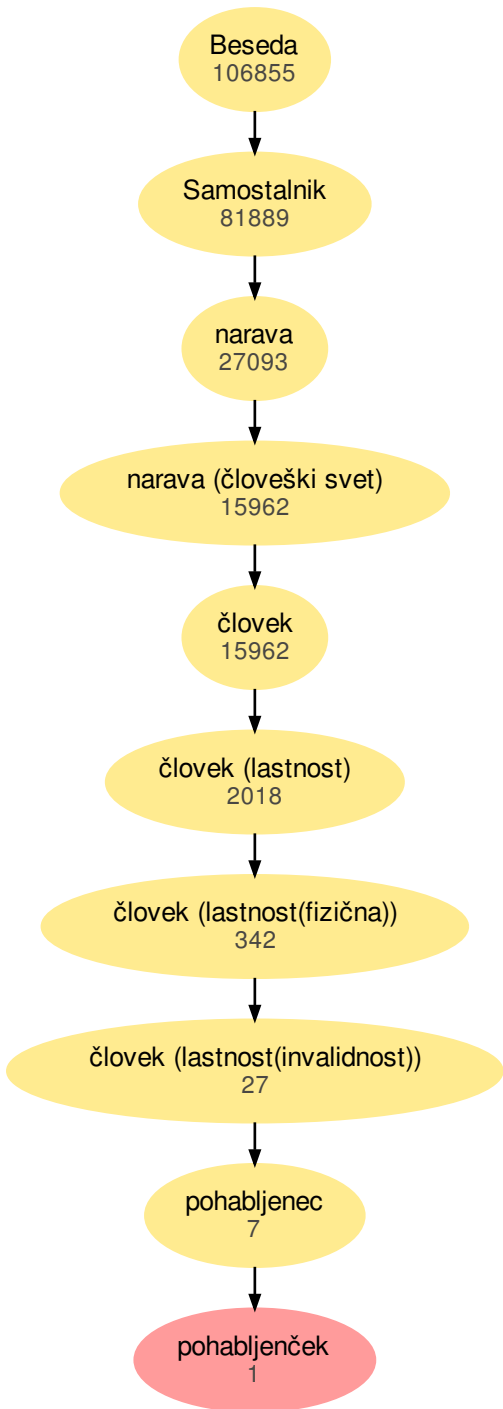 Beseda
106855
Samostalnik
81889
narava
27093
narava (človeški svet)
15962
človek
15962
človek (lastnost)
2018
človek (lastnost(fizična))
342
človek (lastnost(invalidnost))
27
pohabljenec
7
pohabljenček
1